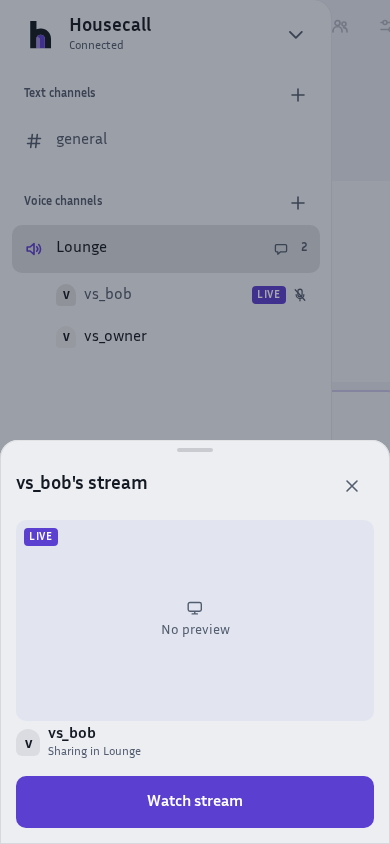 Housecall
Connected
Text channels
general
Voice channels
Lounge
2
v
vs_bob
LIVE
v
vs_owner
vs_bob's stream
LIVE
No preview
v
vs_bob
Sharing in Lounge
Watch stream